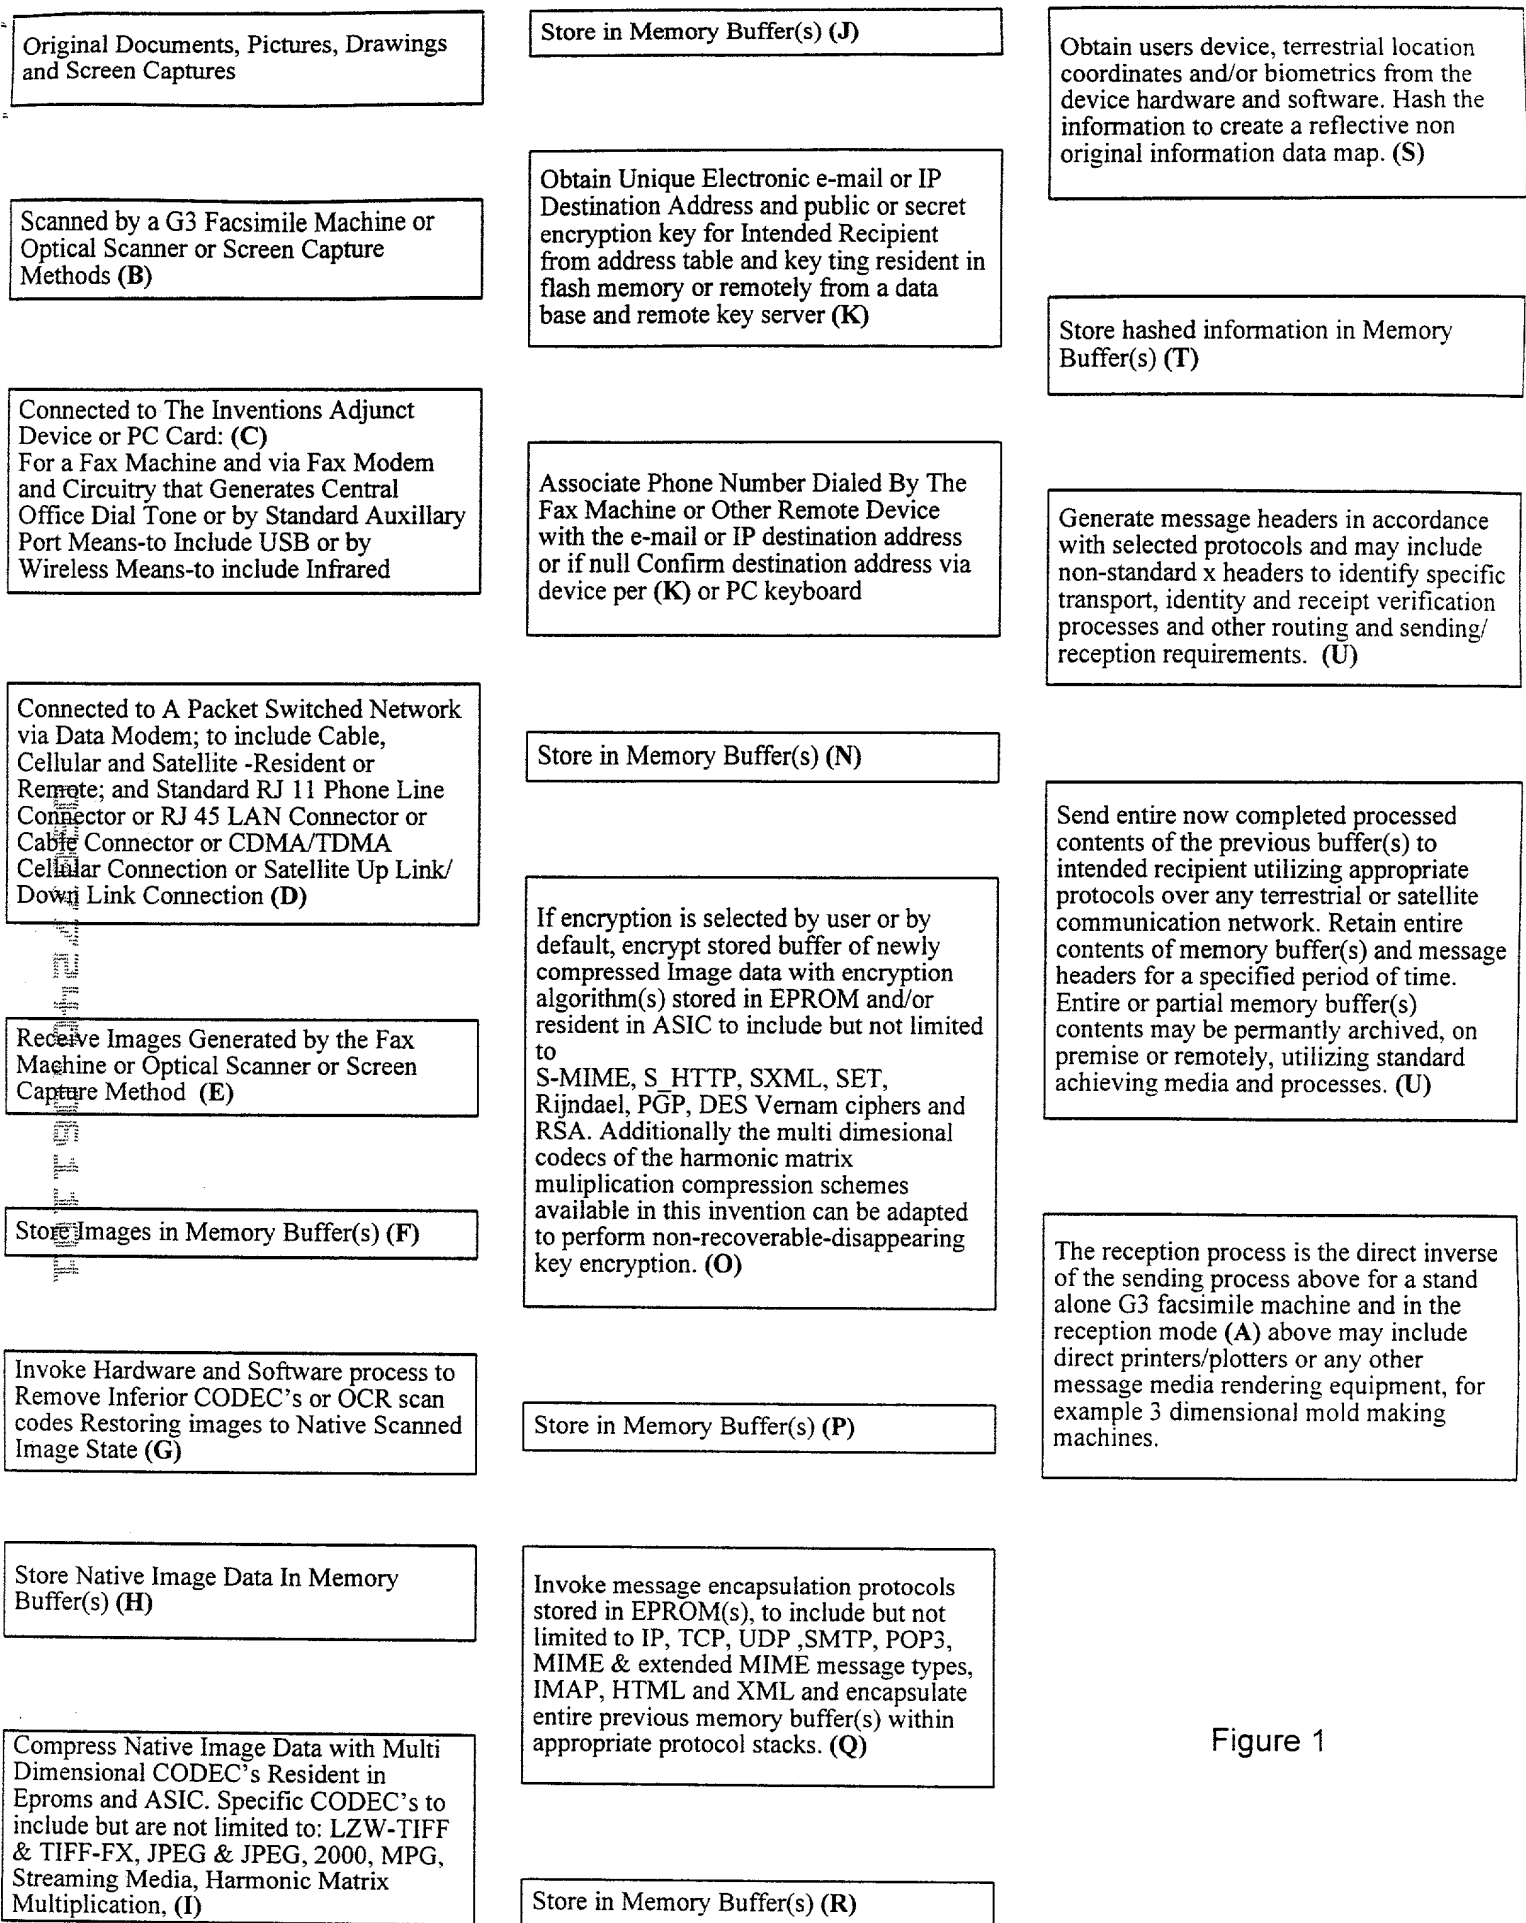 Original Documents, Pictures, Drawings
and Screen Captures
Scanned by a G3 Facsimile Machine or
Optical Scanner or Screen Capture
Methods (B)
Connected to The Inventions Adjunct
Device or PC Card: (C)
For a Fax Machine and via Fax Modem
and Circuitry that Generates Central
Office Dial Tone or by Standard Auxillary
Port Means-to Include USB or by
Wireless Means-to include Infrared
Connected to A Packet Switched Network
via Data Modem; to include Cable,
Cellular and Satellite -Resident or
Remote; and Standard RJ 11 Phone Line
Connector or RJ 45 LAN Connector or
Cable Connector or CDMA/TDMA
Cellular Connection or Satellite Up Link/
Down Link Connection (D)
Receive Images Generated by the Fax
Machine or Optical Scanner or Screen
Capture Method (E)
Store Images in Memory Buffer(s) (F)
Invoke Hardware and Software process to
Remove Inferior CODEC's or OCR scan
codes Restoring images to Native Scanned
Image State (G)
Store Native Image Data In Memory
Buffer(s) (H)
Compress Native Image Data with Multi
Dimensional CODEC's Resident in
Eproms and ASIC. Specific CODEC's to
include but are not limited to: LZW-TIFF
& TIFF-FX, JPEG & JPEG, 2000, MPG,
Streaming Media, Harmonic Matrix
Multiplication, (I)
Store in Memory Buffer(s) (J)
Obtain Unique Electronic e-mail or IP
Destination Address and public or secret
encryption key for Intended Recipient
from address table and key ting resident in
flash memory or remotely from a data
base and remote key server (K)
Associate Phone Number Dialed By The
Fax Machine or Other Remote Device
with the e-mail or IP destination address
or if null Confirm destination address via
device per (K) or PC keyboard
Store in Memory Buffer(s) (N)
If encryption is selected by user or by
default, encrypt stored buffer of newly
compressed Image data with encryption
algorithm(s) stored in EPROM and/or
resident in ASIC to include but not limited
to
S-MIME, S_HTTP, SXML, SET,
Rijndael, PGP, DES Vernam ciphers and
RSA. Additionally the multi dimesional
codecs of the harmonic matrix
muliplication compression schemes
available in this invention can be adapted
to perform non-recoverable-disappearing
key encryption. (O)
Store in Memory Buffer(s) (P)
Invoke message encapsulation protocols
stored in EPROM(s), to include but not
limited to IP, TCP, UDP ,SMTP, POP3,
MIME & extended MIME message types,
IMAP, HTML and XML and encapsulate
entire previous memory buffer(s) within
appropriate protocol stacks. (Q)
Store in Memory Buffer(s) (R)
Obtain users device, terrestrial location
coordinates and/or biometrics from the
device hardware and software. Hash the
information to create a reflective non
original information data map. (S)
Store hashed information in Memory
Buffer(s) (T)
Generate message headers in accordance
with selected protocols and may include
non-standard x headers to identify specific
transport, identity and receipt verification
processes and other routing and sending/
reception requirements. (U)
Send entire now completed processed
contents of the previous buffer(s) to
intended recipient utilizing appropriate
protocols over any terrestrial or satellite
communication network. Retain entire
contents of memory buffer(s) and message
headers for a specified period of time.
Entire or partial memory buffer(s)
contents may be permantly archived, on
premise or remotely, utilizing standard
achieving media and processes. (U)
The reception process is the direct inverse
of the sending process above for a stand
alone G3 facsimile machine and in the
reception mode (A) above may include
direct printers/plotters or any other
message media rendering equipment, for
example 3 dimensional mold making
machines.
Figure 1